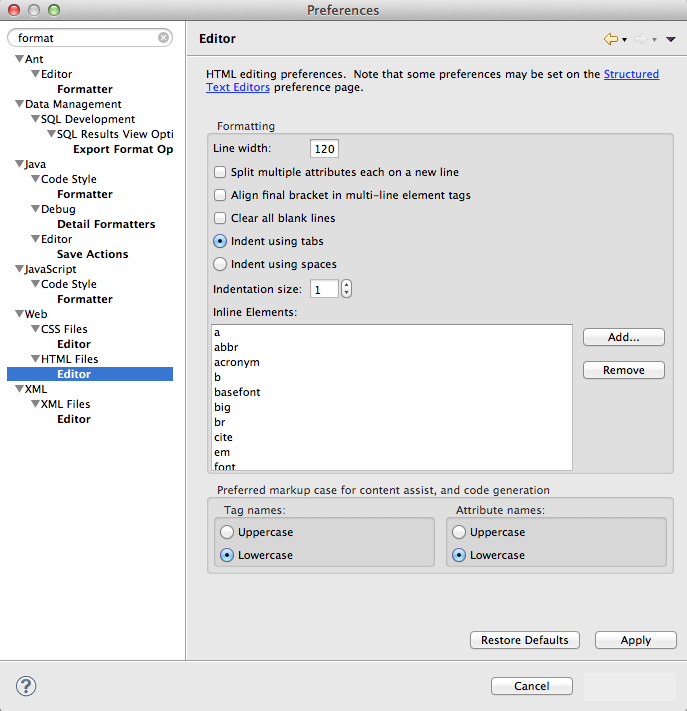 Preferences
format
Ant
Editor
Formatter
Data Management
SQL Development
SQL Results View Opti
Export Format Op
Java
Code Style
Formatter
Debug
Detail Formatters
Editor
Save Actions
JavaScript
Code Style
Formatter
Web
CSS Files
Editor
HTML Files
Editor
XML
XML Files
Editor
Editor
HTML editing preferences. Note that some preferences may be set on the Structured
Text Editors preference page.
Formatting
Line width: 120
Split multiple attributes each on a new line
Align final bracket in multi-line element tags
Clear all blank lines
Indent using tabs
Indent using spaces
Indentation size: 1
Inline Elements:
a
abbr
acronym
b
basefont
big
br
cite
em
font
Add...
Remove
Preferred markup case for content assist, and code generation
Tag names:
Uppercase
Lowercase
Attribute names:
Uppercase
Lowercase
Restore Defaults
Apply
?
Cancel